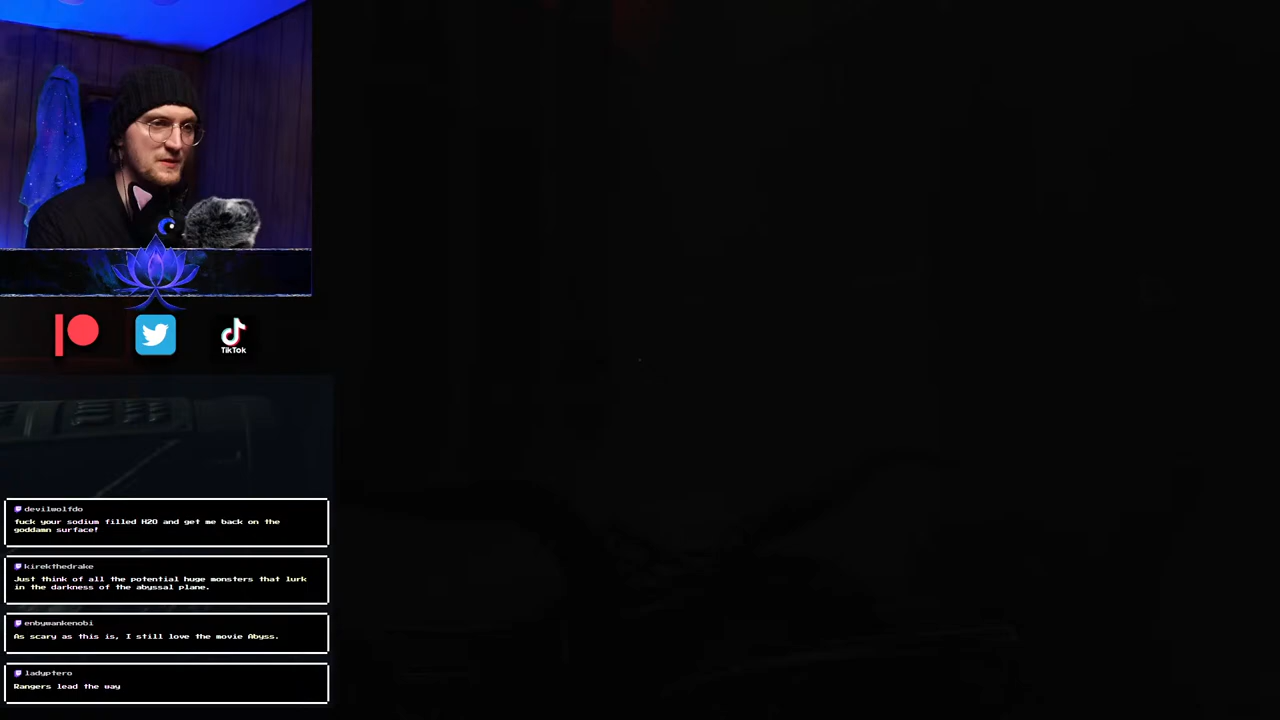 TikTok
devilwolfdo
fuck your sodium filled H2O and get me back on the
goddamn surface!
kirekthedrake
Just think of all the potential huge monsters that lurk
in the darkness of the abyssal plane.
enbywankenobi
As scary as this is, I still love the movie Abyss.
ladyptero
Rangers lead the way